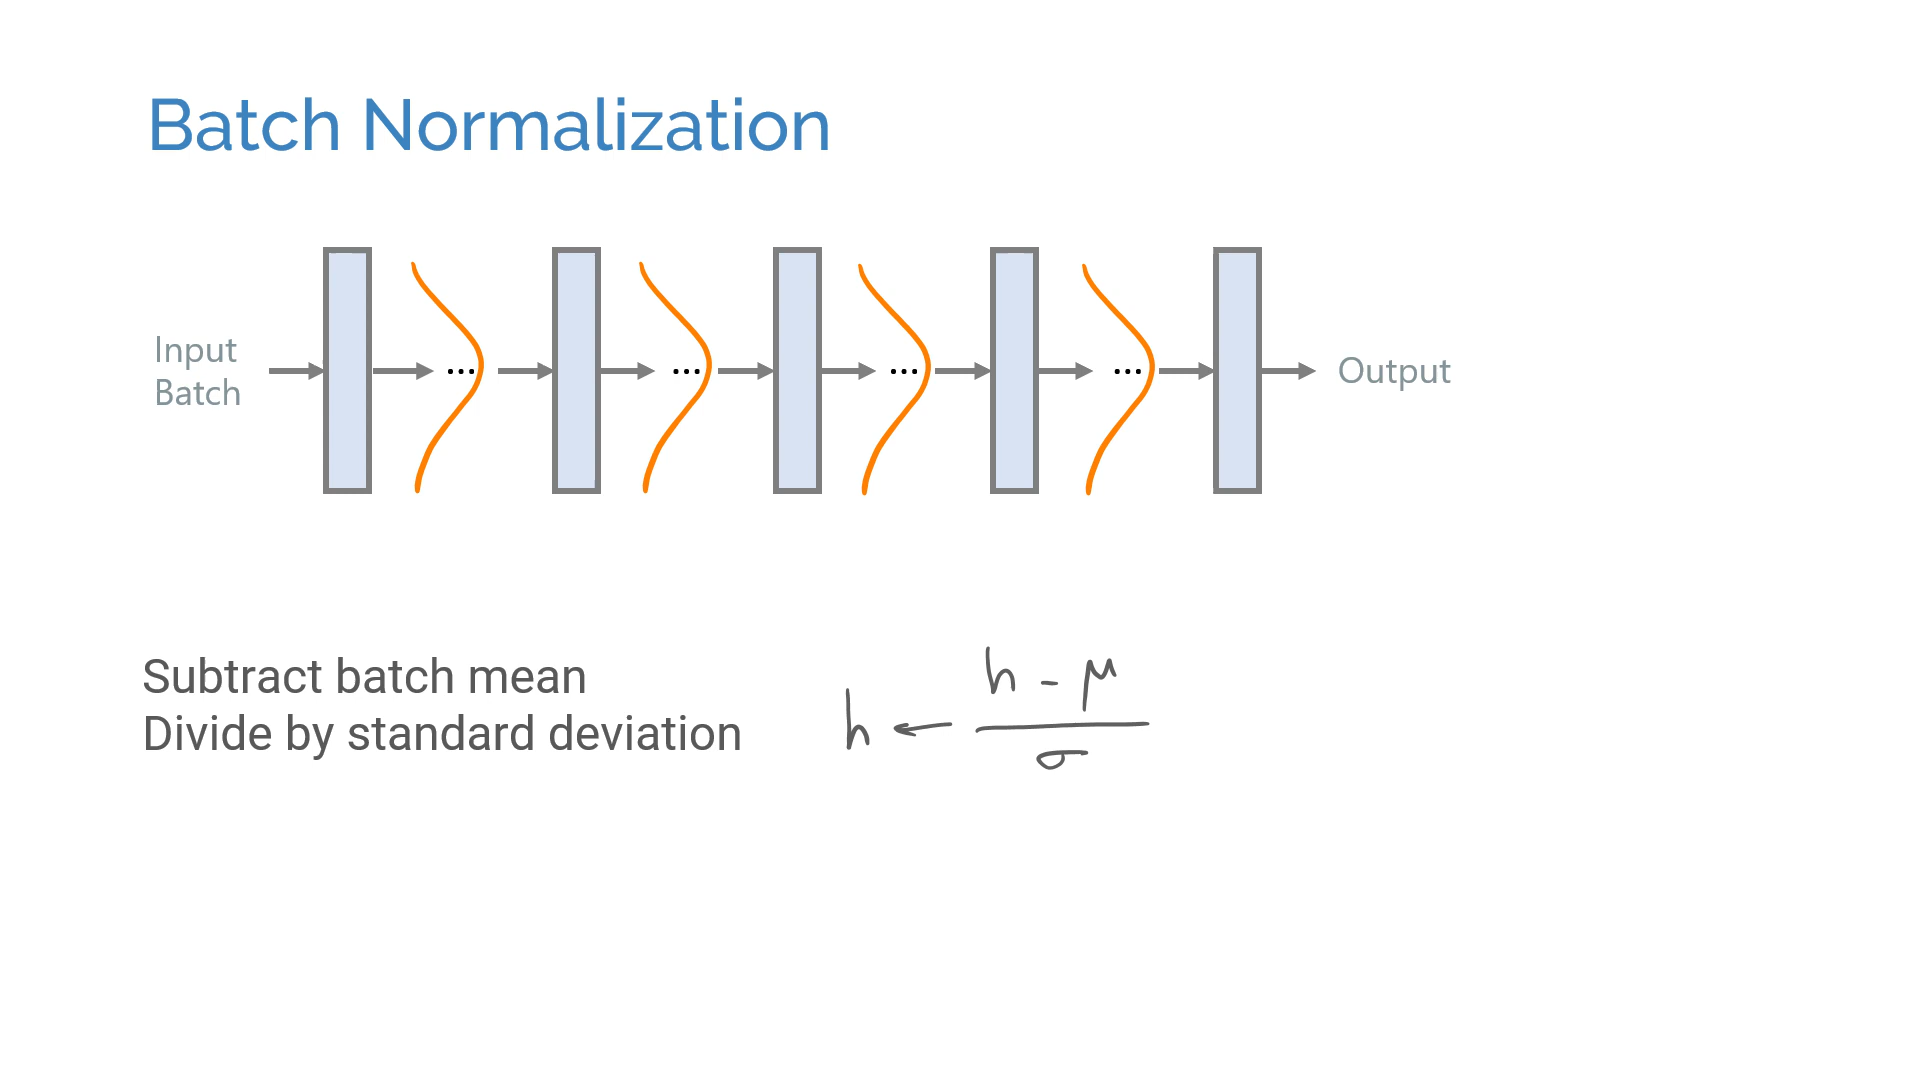 Batch Normalization
Input
Batch
...
...
...
...
Output
Subtract batch mean
Divide by standard deviation
h ← (h - μ) / σ